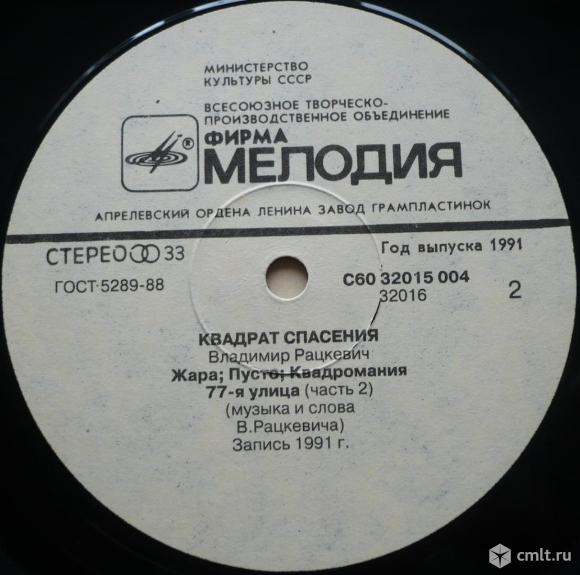 МИНИСТЕРСТВО
КУЛЬТУРЫ СССР
ВСЕСОЮЗНОЕ ТВОРЧЕСКО-
ПРОИЗВОДСТВЕННОЕ ОБЪЕДИНЕНИЕ
®
ФИРМА
МЕЛОДИЯ
АПРЕЛЕВСКИЙ ОРДЕНА ЛЕНИНА ЗАВОД ГРАМПЛАСТИНОК
СТЕРЕО 33
Год выпуска 1991
ГОСТ 5289-88
С60 32015 004
32016
2
КВАДРАТ СПАСЕНИЯ
Владимир Рацкевич
Жара; Пусто; Квадромания
77-я улица (часть 2)
(музыка и слова
В.Рацкевича)
Запись 1991 г.
cmlt.ru